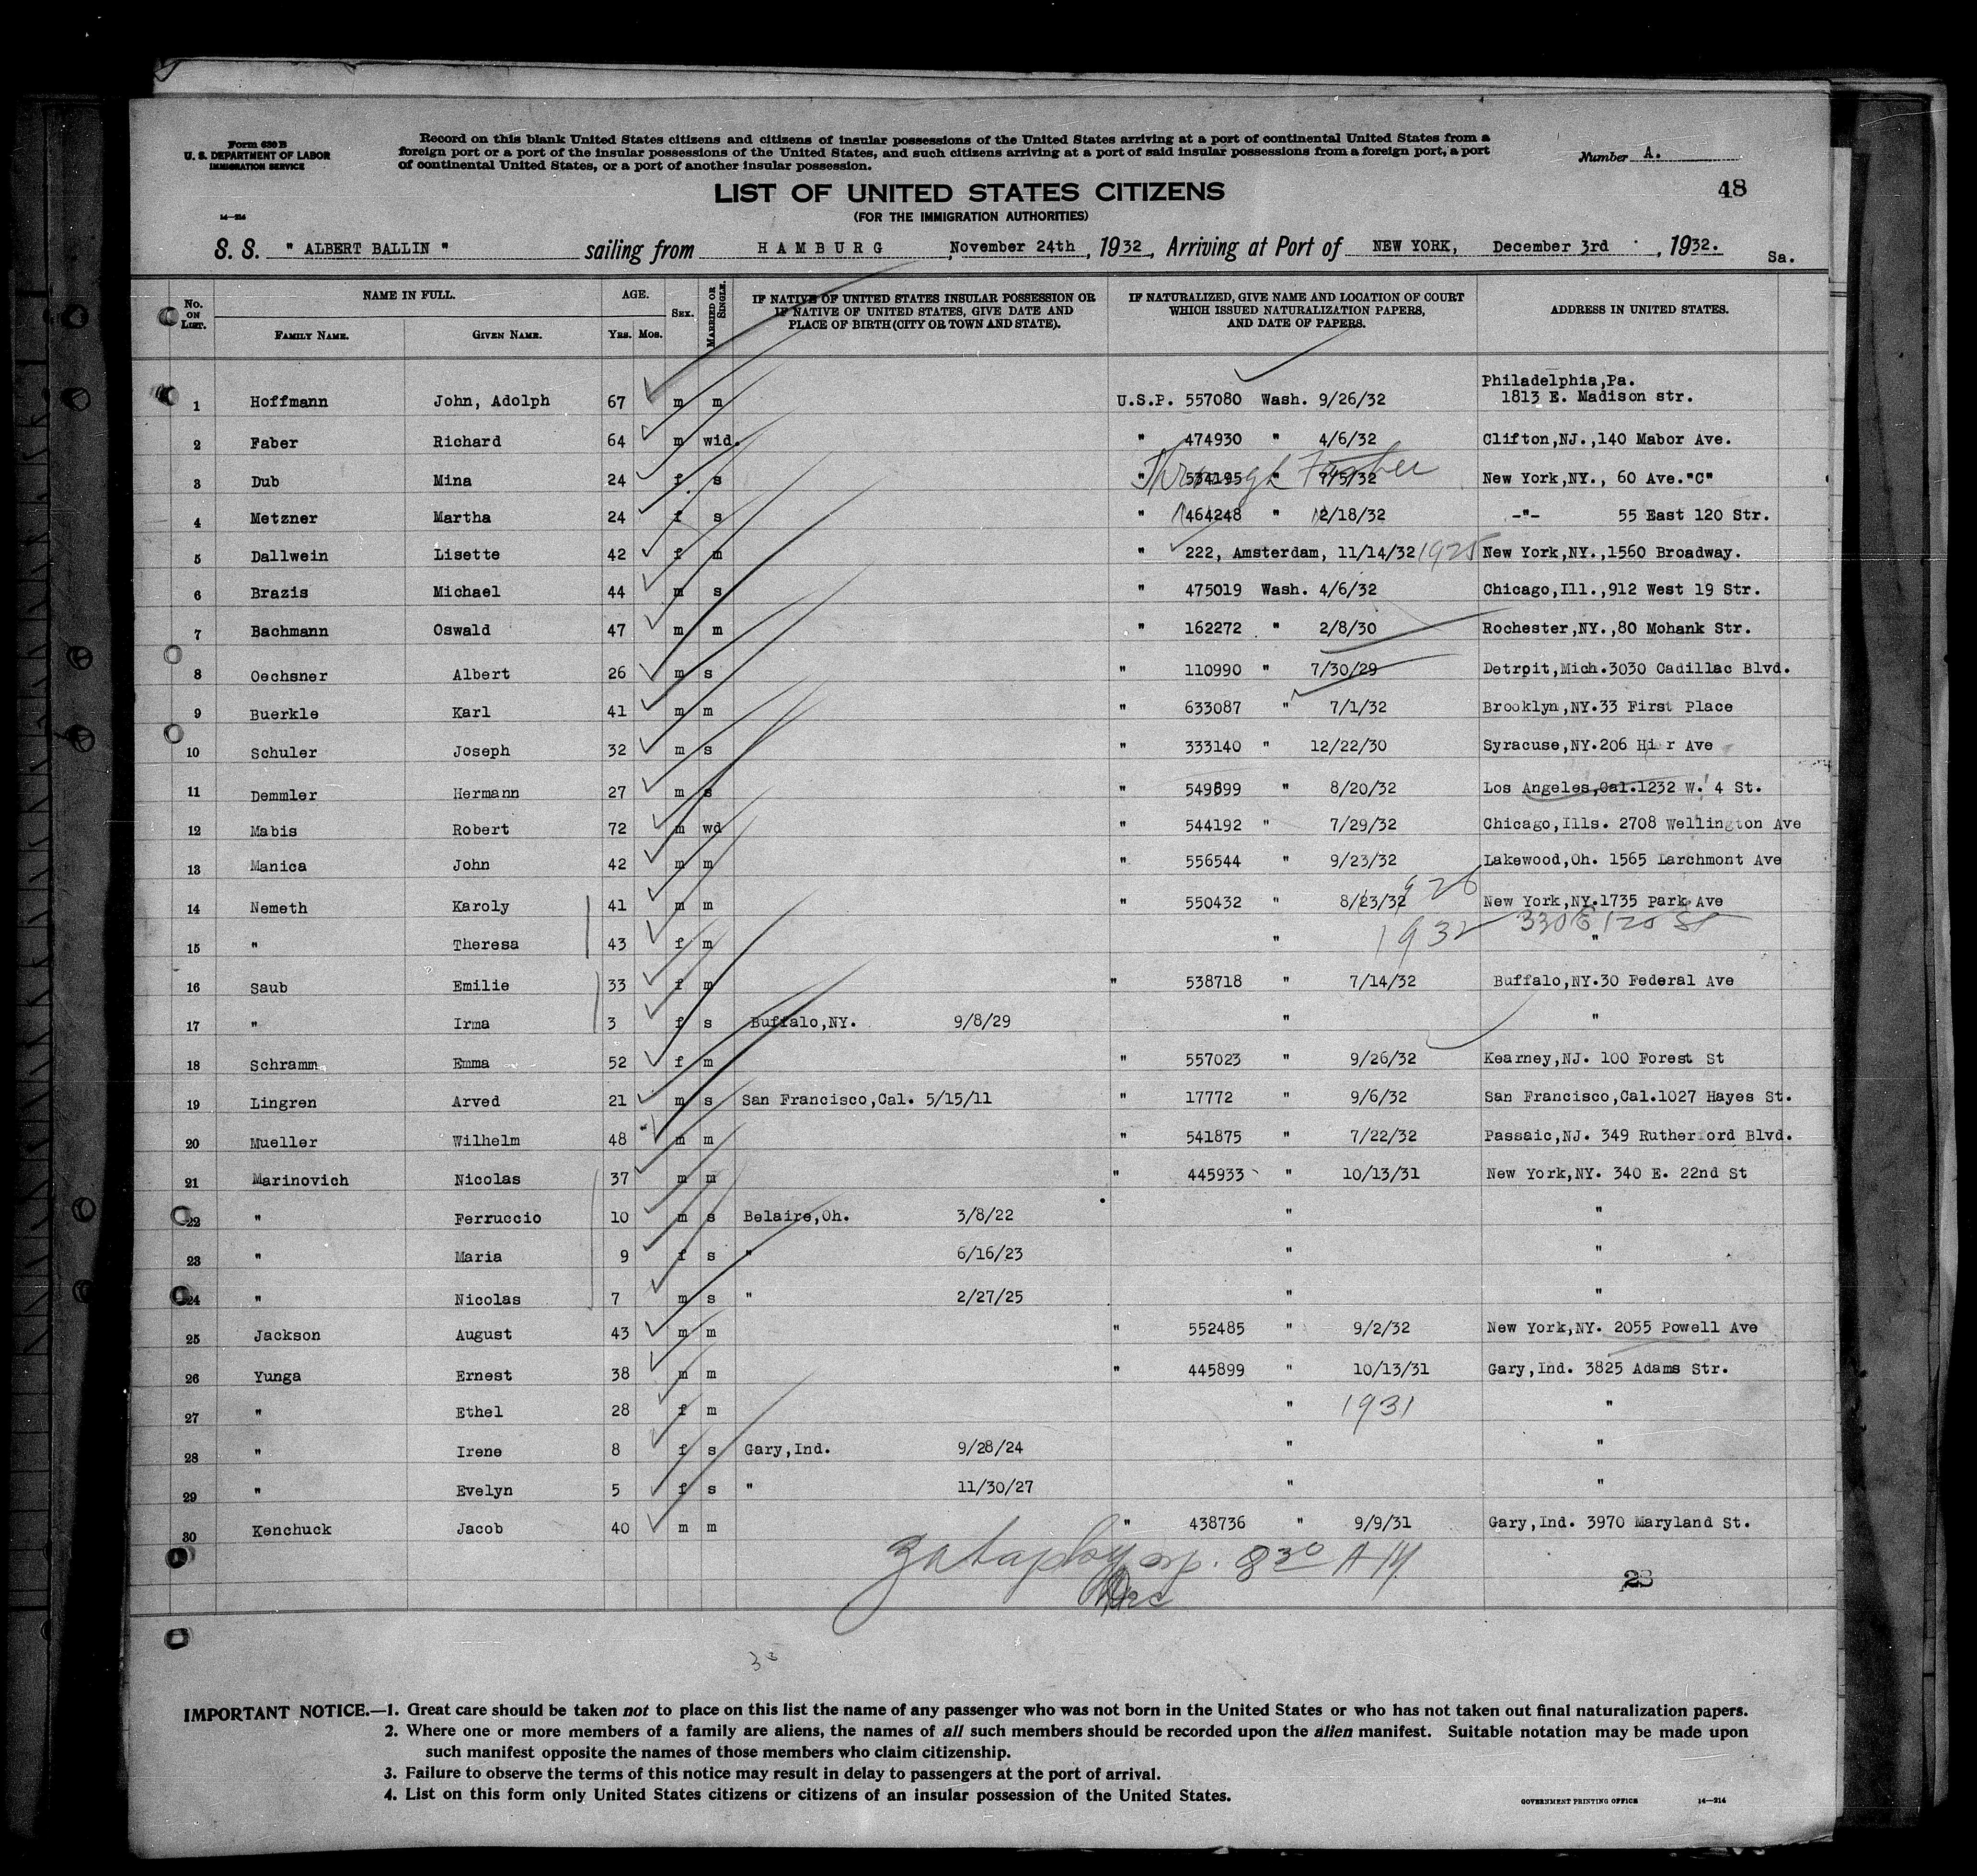 Form 630 B
U. S. DEPARTMENT OF LABOR
IMMIGRATION SERVICE
14—214
Record on this blank United States citizens and citizens of insular possessions of the United States arriving at a port of continental United States from a
foreign port or a port of the insular possessions of the United States, and such citizens arriving at a port of said insular possessions from a foreign port, a port
of continental United States, or a port of another insular possession.
Number A.
48
LIST OF UNITED STATES CITIZENS
(FOR THE IMMIGRATION AUTHORITIES)
S. S. " ALBERT BALLIN " sailing from HAMBURG, November 24th, 1932, Arriving at Port of NEW YORK, December 3rd, 1932.
Sa.
No. ON LIST. NAME IN FULL. FAMILY NAME. GIVEN NAME. AGE. YRS. MOS. SEX. MARRIED OR SINGLE. IF NATIVE OF UNITED STATES INSULAR POSSESSION OR IF NATIVE OF UNITED STATES, GIVE DATE AND PLACE OF BIRTH (CITY OR TOWN AND STATE). IF NATURALIZED, GIVE NAME AND LOCATION OF COURT WHICH ISSUED NATURALIZATION PAPERS, AND DATE OF PAPERS. ADDRESS IN UNITED STATES.
1 Hoffmann John, Adolph 67 m m U.S.P. 557080 Wash. 9/26/32 Philadelphia,Pa. 1813 E. Madison str.
2 Faber Richard 64 m wid. " 474930 " 4/6/32 Clifton,NJ.,140 Mabor Ave.
Through Father
3 Dub Mina 24 f s " 534195 " 7/5/32 New York,NY., 60 Ave."C"
4 Metzner Martha 24 f s " 464248 " 2/18/32 -"- 55 East 120 Str.
5 Dallwein Lisette 42 f m " 222, Amsterdam, 11/14/32 1925 New York,NY.,1560 Broadway.
6 Brazis Michael 44 m s " 475019 Wash. 4/6/32 Chicago,Ill.,912 West 19 Str.
7 Bachmann Oswald 47 m m " 162272 " 2/8/30 Rochester,NY.,80 Mohank Str.
8 Oechsner Albert 26 m s " 110990 " 7/30/29 Detroit,Mich.3030 Cadillac Blvd.
9 Buerkle Karl 41 m m " 633087 " 7/1/32 Brooklyn,NY.33 First Place
10 Schuler Joseph 32 m s " 333140 " 12/22/30 Syracuse,NY.206 Hi r Ave
11 Demmler Hermann 27 m s " 549899 " 8/20/32 Los Angeles,Cal.1232 W. 4 St.
12 Mabis Robert 72 m wd " 544192 " 7/29/32 Chicago,Ills. 2708 Wellington Ave
13 Manica John 42 m m " 556544 " 9/23/32 Lakewood,Oh. 1565 Larchmont Ave
14 Nemeth Karoly 41 m m " 550432 " 8/23/32 926 New York,NY.1735 Park Ave
330 E 120 St
15 " Theresa 43 f m " 1932 "
16 Saub Emilie 33 f m " 538718 " 7/14/32 Buffalo,NY.30 Federal Ave
17 " Irma 3 f s Buffalo,NY. 9/8/29 " "
18 Schramm Emma 52 f m " 557023 " 9/26/32 Kearney,NJ. 100 Forest St
19 Lingren Arved 21 m s San Francisco,Cal. 5/15/11 " 17772 " 9/6/32 San Francisco,Cal.1027 Hayes St.
20 Mueller Wilhelm 48 m m " 541875 " 7/22/32 Passaic,NJ. 349 Rutherford Blvd.
21 Marinovich Nicolas 37 m m " 445933 " 10/13/31 New York,NY. 340 E. 22nd St
22 " Ferruccio 10 m s Belaire,Oh. 3/8/22 " "
23 " Maria 9 f s " 6/16/23 " "
24 " Nicolas 7 m s " 2/27/25 " "
25 Jackson August 43 m m " 552485 " 9/2/32 New York,NY. 2055 Powell Ave
26 Yunga Ernest 38 m m " 445899 " 10/13/31 Gary,Ind. 3825 Adams Str.
27 " Ethel 28 f m " 1931 "
28 " Irene 8 f s Gary,Ind. 9/28/24 " "
29 " Evelyn 5 f s " 11/30/27 " "
30 Kenchuck Jacob 40 m m " 438736 " 9/9/31 Gary,Ind. 3970 Maryland St.
8 30 AM
23
30
IMPORTANT NOTICE.—1. Great care should be taken not to place on this list the name of any passenger who was not born in the United States or who has not taken out final naturalization papers.
2. Where one or more members of a family are aliens, the names of all such members should be recorded upon the alien manifest. Suitable notation may be made upon
such manifest opposite the names of those members who claim citizenship.
3. Failure to observe the terms of this notice may result in delay to passengers at the port of arrival.
4. List on this form only United States citizens or citizens of an insular possession of the United States.
GOVERNMENT PRINTING OFFICE 14—214